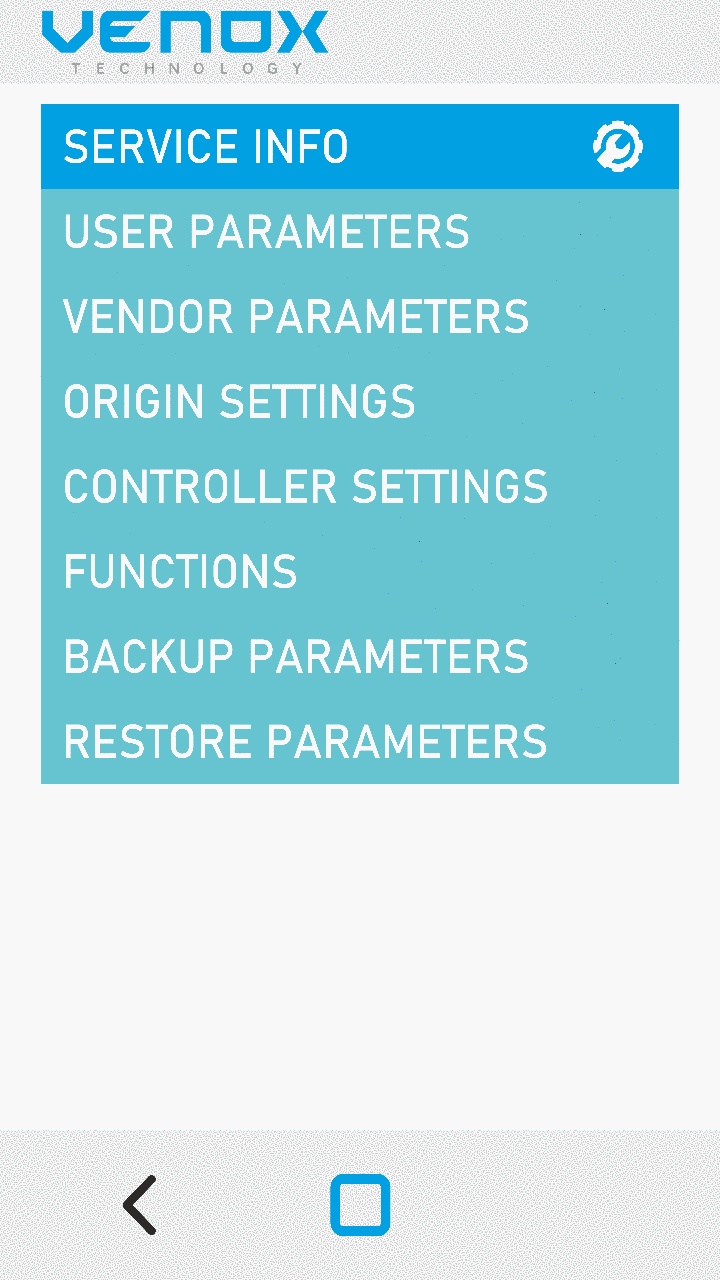 VENOX
TECHNOLOGY
SERVICE INFO
USER PARAMETERS
VENDOR PARAMETERS
ORIGIN SETTINGS
CONTROLLER SETTINGS
FUNCTIONS
BACKUP PARAMETERS
RESTORE PARAMETERS